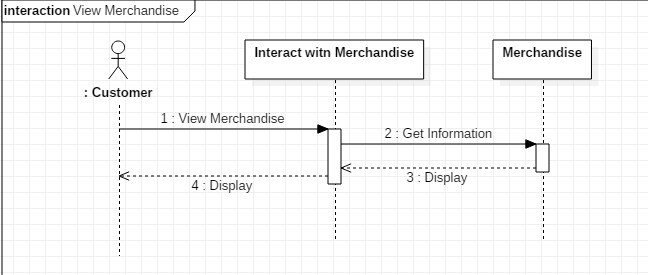 interaction View Merchandise
: Customer
Interact witn Merchandise
Merchandise
1 : View Merchandise
2 : Get Information
3 : Display
4 : Display